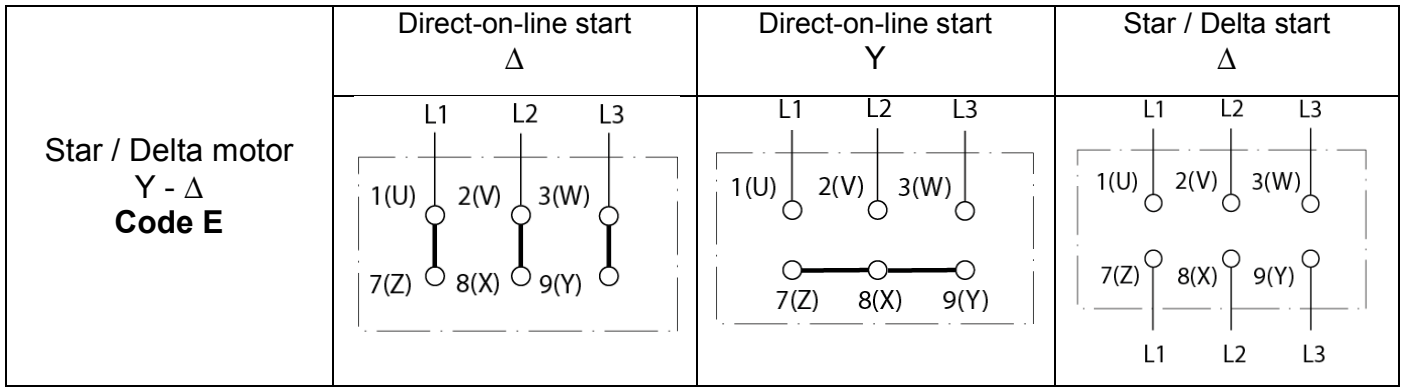 Direct-on-line start
Δ
Direct-on-line start
Y
Star / Delta start
Δ
Star / Delta motor
Y - Δ
Code E
L1 L2 L3
1(U) 2(V) 3(W)
7(Z) 8(X) 9(Y)
L1 L2 L3
1(U) 2(V) 3(W)
7(Z) 8(X) 9(Y)
L1 L2 L3
1(U) 2(V) 3(W)
7(Z) 8(X) 9(Y)
L1 L2 L3